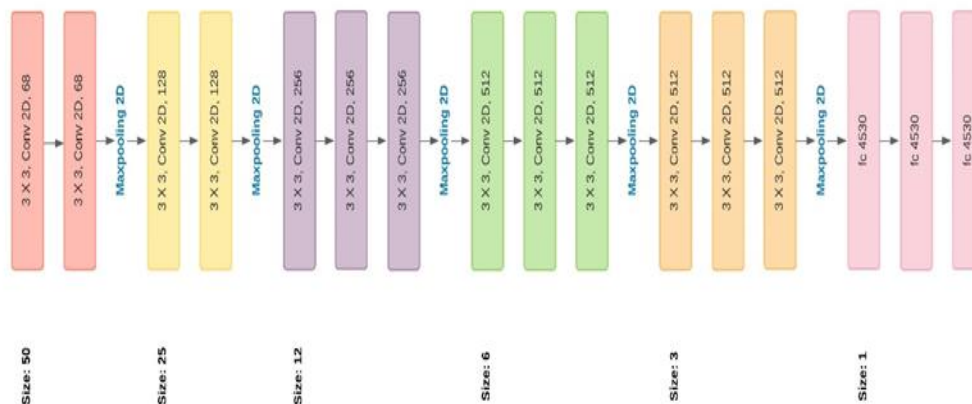 3 X 3, Conv 2D, 68
3 X 3, Conv 2D, 68
Maxpooling 2D
3 X 3, Conv 2D, 128
3 X 3, Conv 2D, 128
Maxpooling 2D
3 X 3, Conv 2D, 256
3 X 3, Conv 2D, 256
3 X 3, Conv 2D, 256
Maxpooling 2D
3 X 3, Conv 2D, 512
3 X 3, Conv 2D, 512
3 X 3, Conv 2D, 512
Maxpooling 2D
3 X 3, Conv 2D, 512
3 X 3, Conv 2D, 512
3 X 3, Conv 2D, 512
Maxpooling 2D
fc 4530
fc 4530
fc 4530
Size: 50
Size: 25
Size: 12
Size: 6
Size: 3
Size: 1